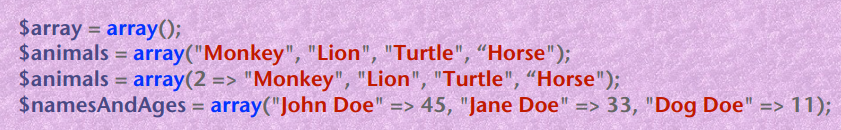 $array = array();
$animals = array("Monkey", "Lion", "Turtle", “Horse");
$animals = array(2 => "Monkey", "Lion", "Turtle", “Horse");
$namesAndAges = array("John Doe" => 45, "Jane Doe" => 33, "Dog Doe" => 11);